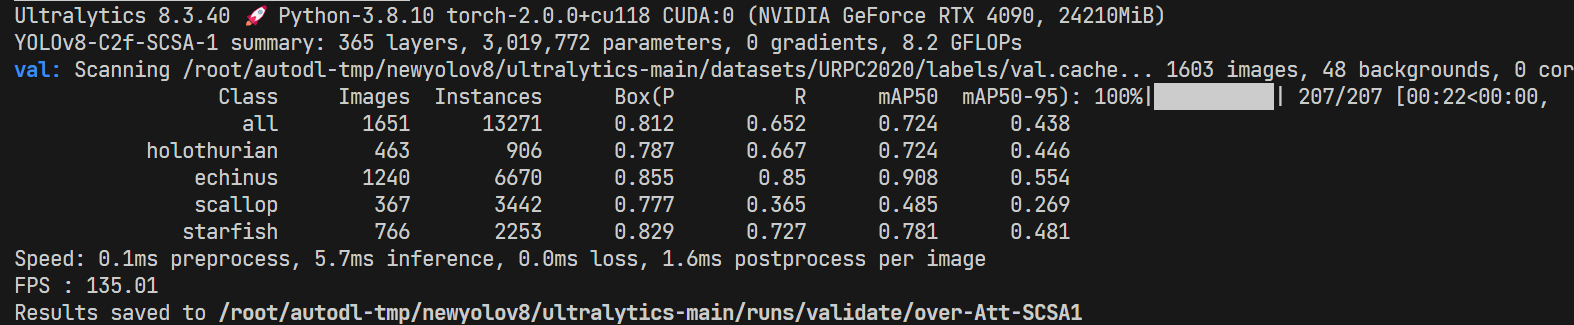 Ultralytics 8.3.40 🚀 Python-3.8.10 torch-2.0.0+cu118 CUDA:0 (NVIDIA GeForce RTX 4090, 24210MiB)
YOLOv8-C2f-SCSA-1 summary: 365 layers, 3,019,772 parameters, 0 gradients, 8.2 GFLOPs
val: Scanning /root/autodl-tmp/newyolov8/ultralytics-main/datasets/URPC2020/labels/val.cache... 1603 images, 48 backgrounds, 0 cor
Class Images Instances Box(P R mAP50 mAP50-95): 100%|██████████| 207/207 [00:22<00:00,
all 1651 13271 0.812 0.652 0.724 0.438
holothurian 463 906 0.787 0.667 0.724 0.446
echinus 1240 6670 0.855 0.85 0.908 0.554
scallop 367 3442 0.777 0.365 0.485 0.269
starfish 766 2253 0.829 0.727 0.781 0.481
Speed: 0.1ms preprocess, 5.7ms inference, 0.0ms loss, 1.6ms postprocess per image
FPS : 135.01
Results saved to /root/autodl-tmp/newyolov8/ultralytics-main/runs/validate/over-Att-SCSA1